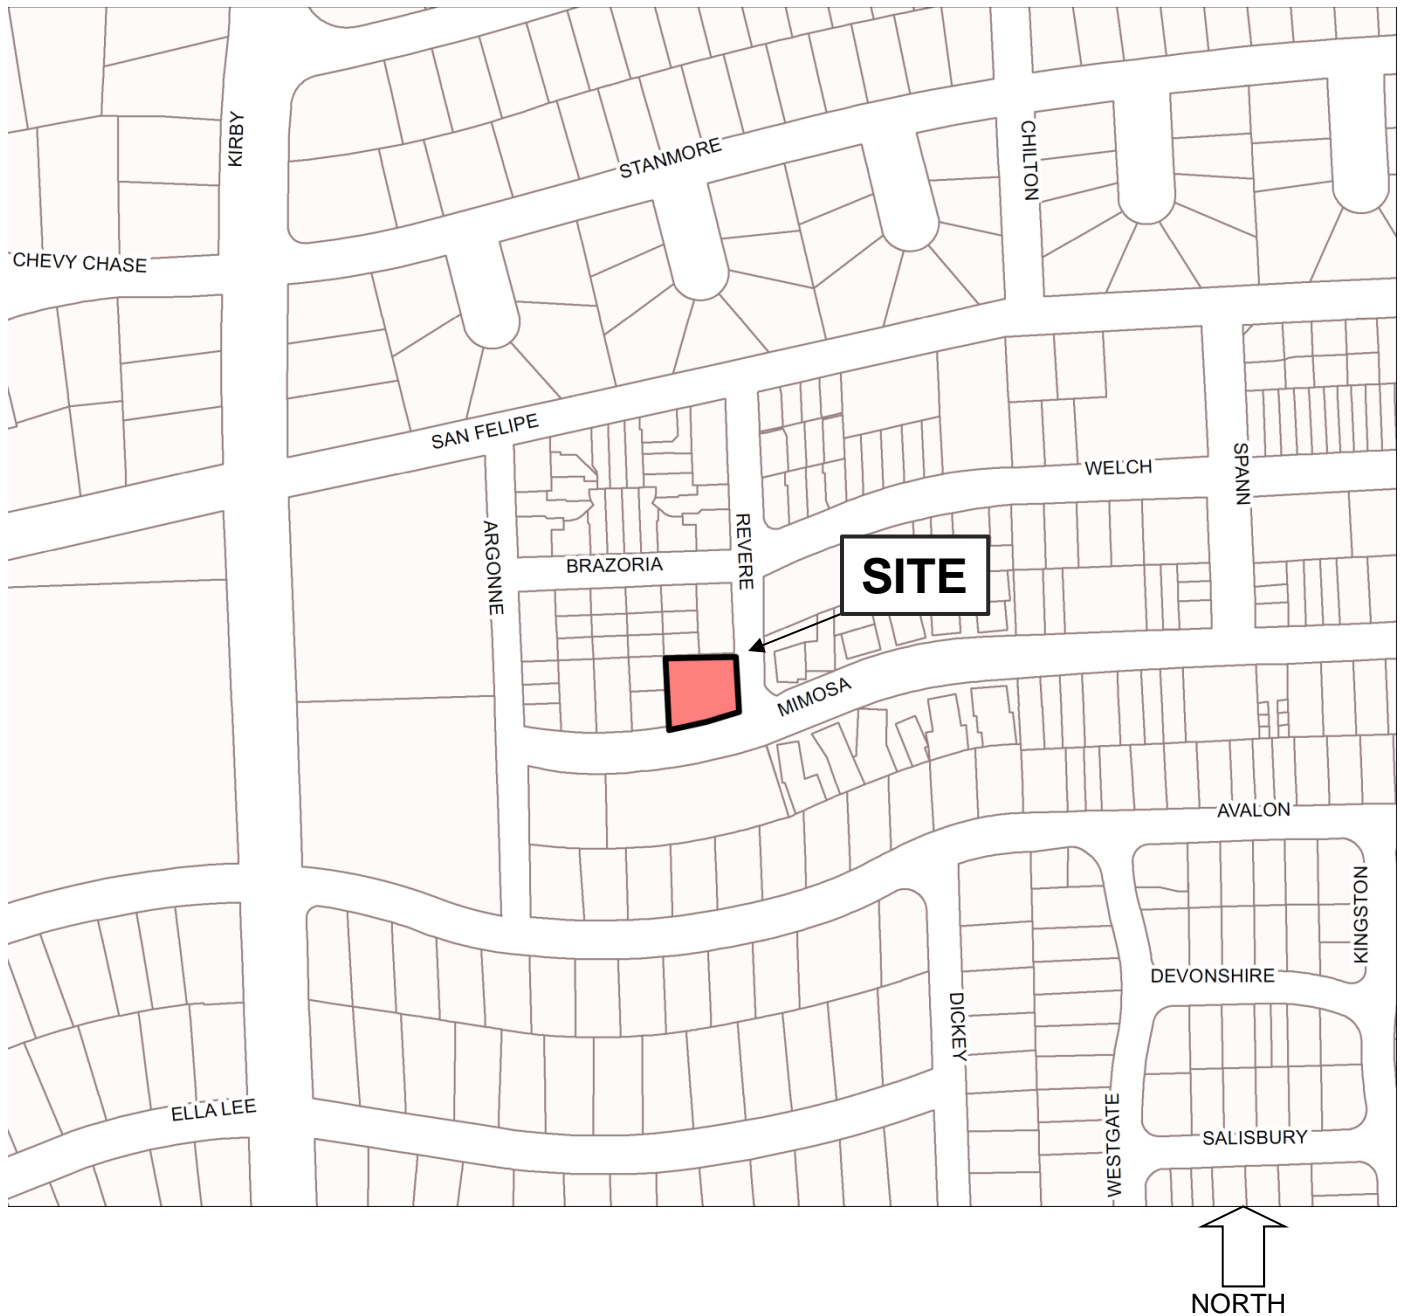 KIRBY
CHILTON
STANMORE
CHEVY CHASE
SAN FELIPE
WELCH
SPANN
ARGONNE
REVERE
BRAZORIA
SITE
MIMOSA
AVALON
KINGSTON
DEVONSHIRE
DICKEY
ELLA LEE
WESTGATE
SALISBURY
NORTH